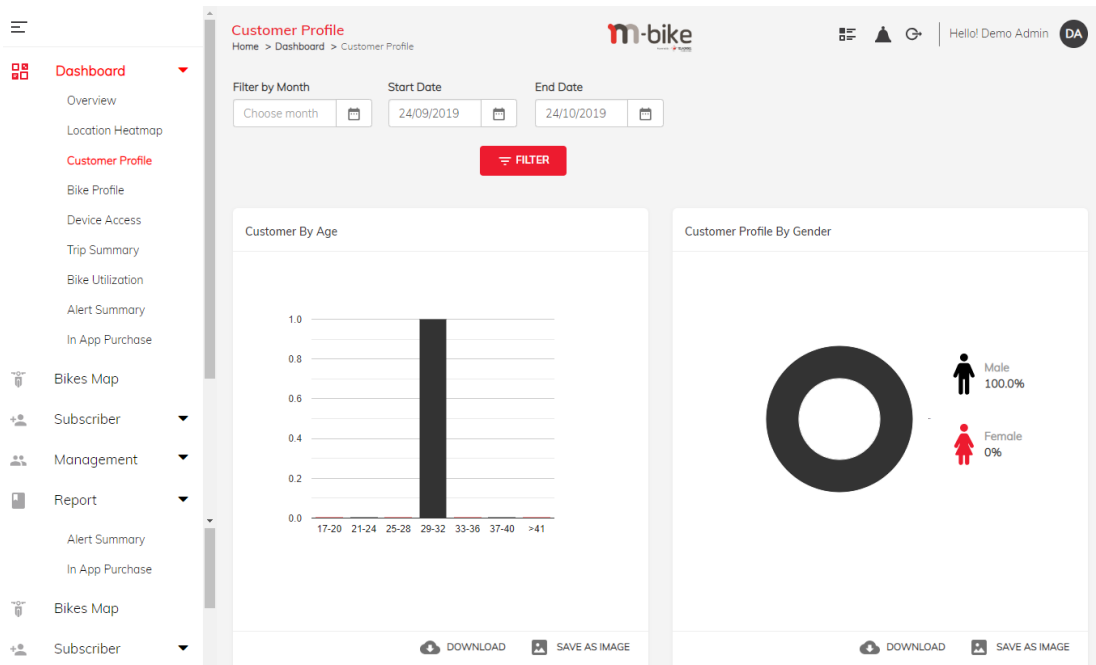 Customer Profile
Home > Dashboard > Customer Profile
m-bike
Hello! Demo Admin
DA
Dashboard
Overview
Location Heatmap
Customer Profile
Bike Profile
Device Access
Trip Summary
Bike Utilization
Alert Summary
In App Purchase
Bikes Map
Subscriber
Management
Report
Alert Summary
In App Purchase
Bikes Map
Subscriber
Filter by Month
Start Date
End Date
Choose month
24/09/2019
24/10/2019
FILTER
Customer By Age
1.0
0.8
0.6
0.4
0.2
0.0
17-20 21-24 25-28 29-32 33-36 37-40 >41
DOWNLOAD
SAVE AS IMAGE
Customer Profile By Gender
Male
100.0%
Female
0%
DOWNLOAD
SAVE AS IMAGE